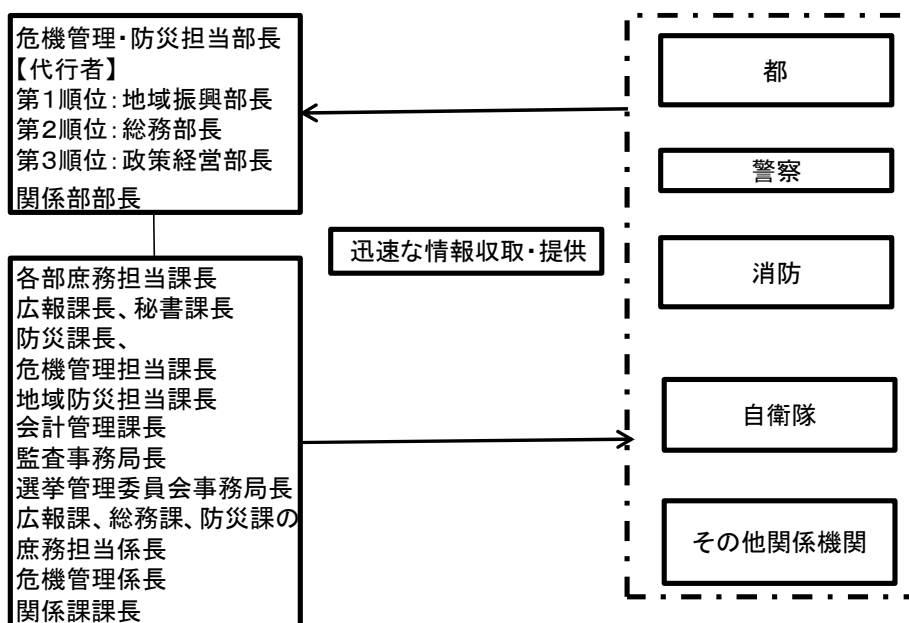 危機管理・防災担当部長
【代行者】
第1順位：地域振興部長
第2順位：総務部長
第3順位：政策経営部長
関係部部長
各部庶務担当課長
広報課長、秘書課長
防災課長、
危機管理担当課長
地域防災担当課長
会計管理課長
監査事務局長
選挙管理委員会事務局長
広報課、総務課、防災課の
庶務担当係長
危機管理係長
関係課課長
迅速な情報収取・提供
都
警察
消防
自衛隊
その他関係機関